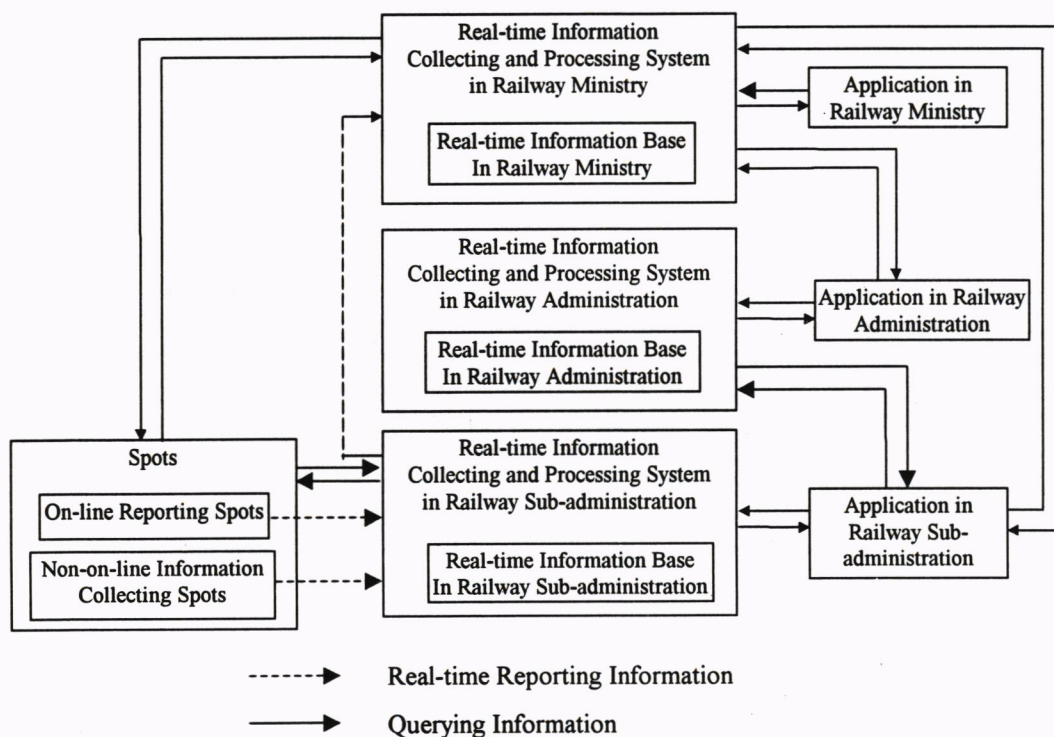 Real-time Information
Collecting and Processing System
in Railway Ministry
Real-time Information Base
In Railway Ministry
Application in
Railway Ministry
Real-time Information
Collecting and Processing System
in Railway Administration
Real-time Information Base
In Railway Administration
Application in Railway
Administration
Spots
On-line Reporting Spots
Non-on-line Information
Collecting Spots
Real-time Information
Collecting and Processing System
in Railway Sub-administration
Real-time Information Base
In Railway Sub-administration
Application in
Railway Sub-
administration
Real-time Reporting Information
Querying Information